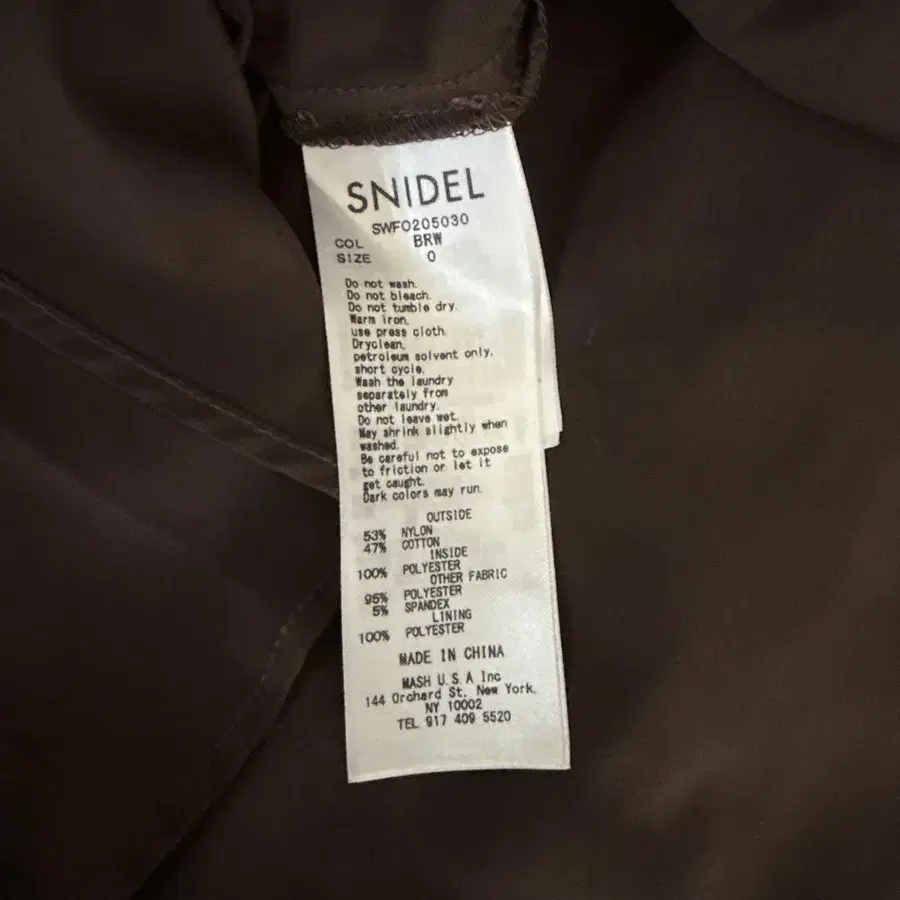 SNIDEL
SWFO205030
COL BRW
SIZE 0
Do not wash.
Do not bleach.
Do not tumble dry.
Warm iron,
use press cloth.
Dryclean,
petroleum solvent only,
short cycle.
Wash the laundry
separately from
other laundry.
Do not leave wet.
May shrink slightly when
washed.
Be careful not to expose
to friction or let it
get caught.
Dark colors may run.
OUTSIDE
53% NYLON
47% COTTON
INSIDE
100% POLYESTER
OTHER FABRIC
95% POLYESTER
5% SPANDEX
LINING
100% POLYESTER
MADE IN CHINA
MASH U.S.A Inc
144 Orchard St. New York,
NY 10002
TEL 917 409 5520